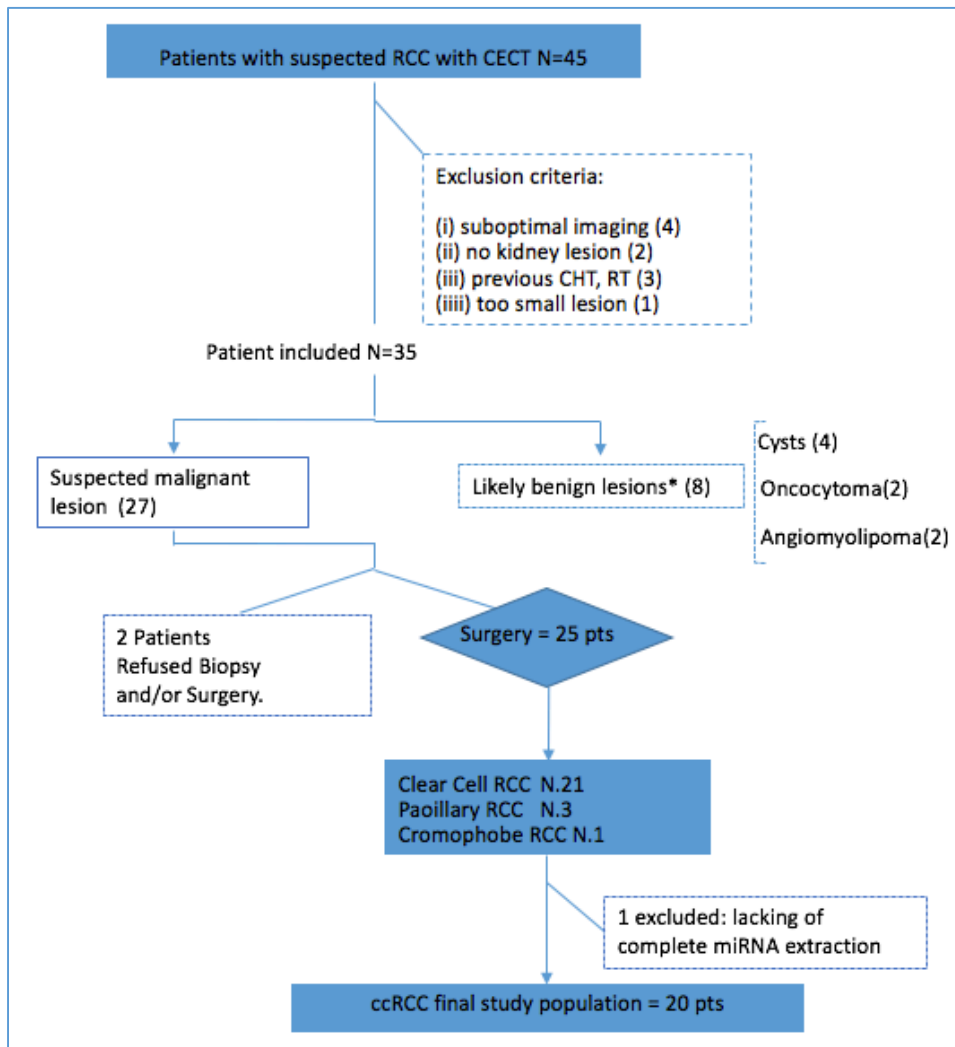 Patients with suspected RCC with CECT N=45
Exclusion criteria:
(i) suboptimal imaging (4)
(ii) no kidney lesion (2)
(iii) previous CHT, RT (3)
(iiii) too small lesion (1)
Patient included N=35
Suspected malignant
lesion (27)
Likely benign lesions* (8)
Cysts (4)
Oncocytoma(2)
Angiomyolipoma(2)
2 Patients
Refused Biopsy
and/or Surgery.
Surgery = 25 pts
Clear Cell RCC N.21
Paoillary RCC N.3
Cromophobe RCC N.1
1 excluded: lacking of
complete miRNA extraction
ccRCC final study population = 20 pts